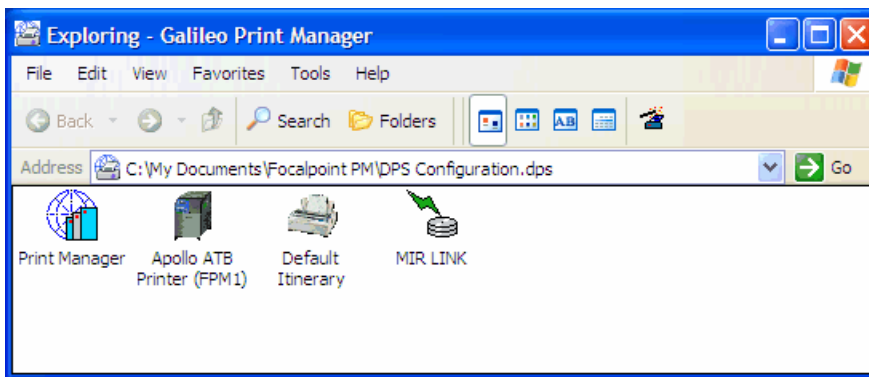 Exploring - Galileo Print Manager
File Edit View Favorites Tools Help
Back Search Folders AB
Address C:\My Documents\Focalpoint PM\DPS Configuration.dps Go
Print Manager Apollo ATB Default MIR LINK
Printer (FPM1) Itinerary